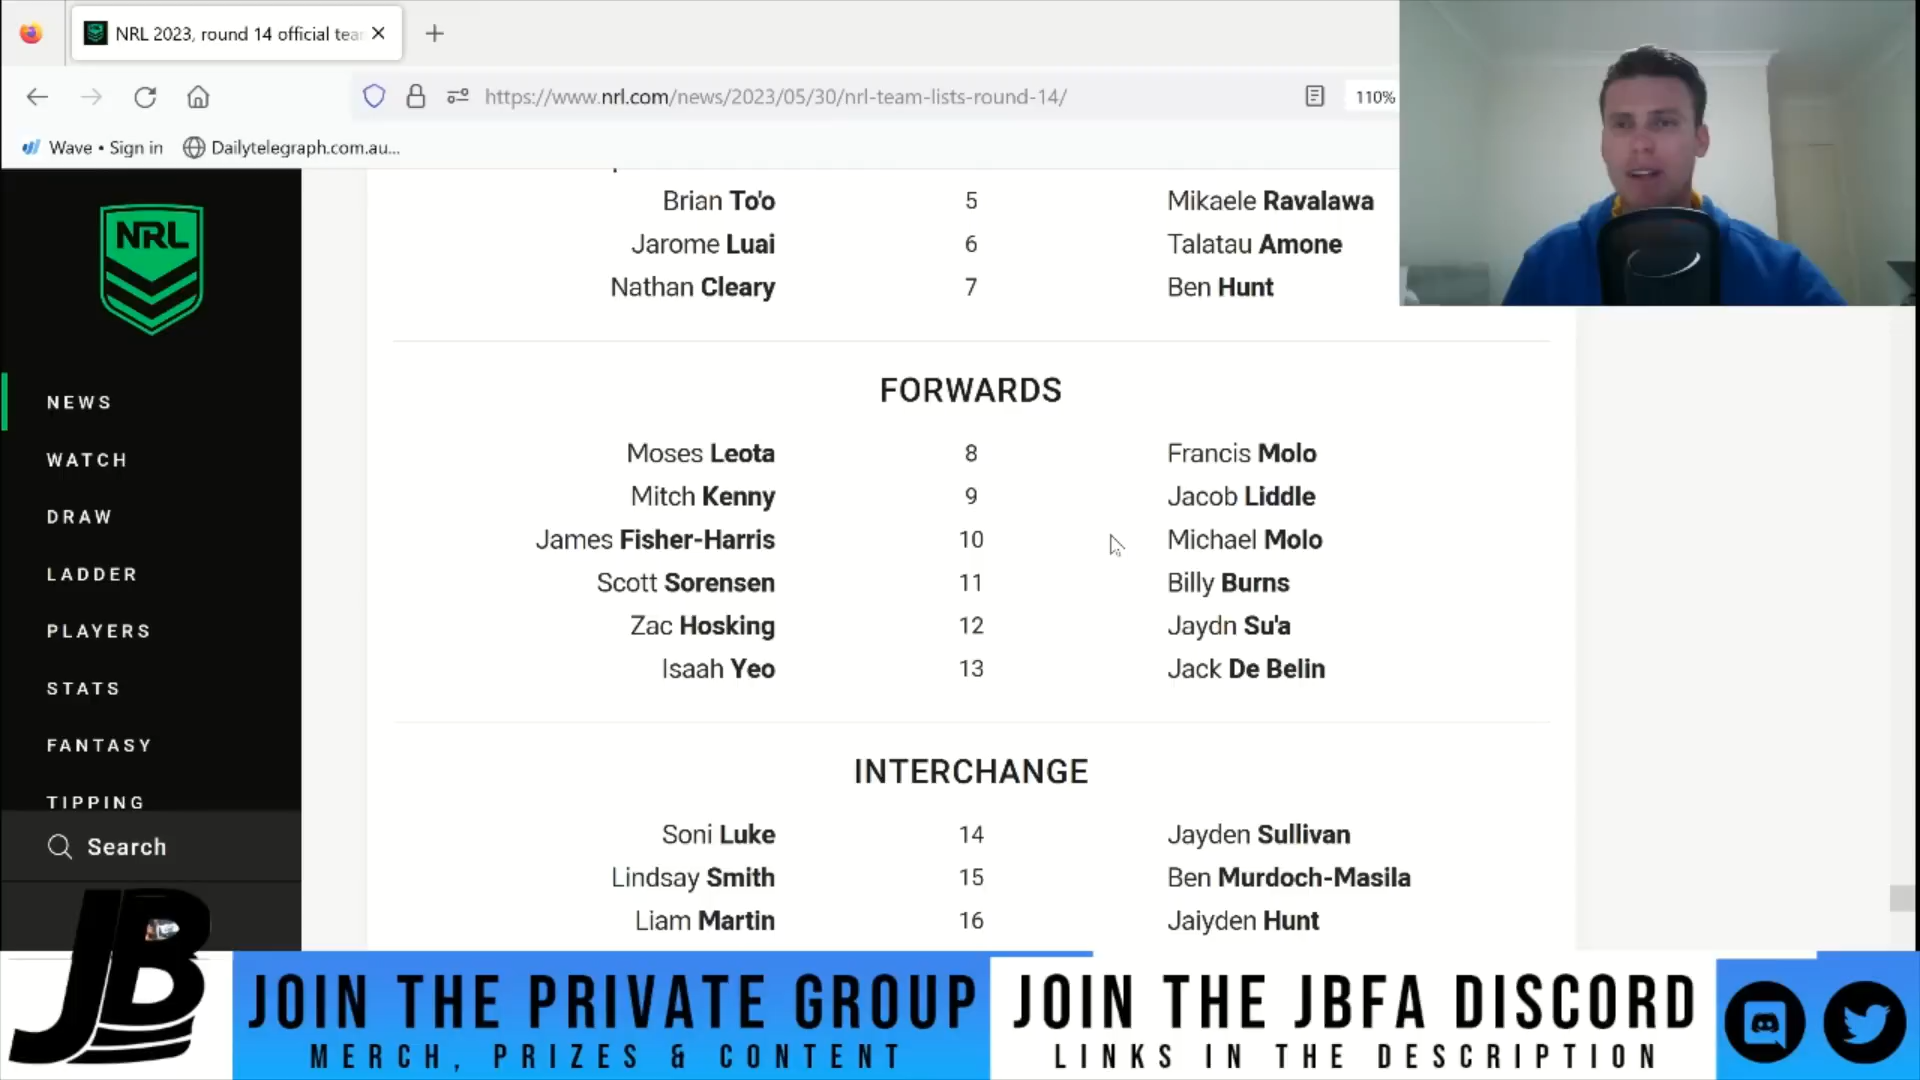 NRL 2023, round 14 official tea
https://www.nrl.com/news/2023/05/30/nrl-team-lists-round-14/
110%
Wave • Sign in
Dailytelegraph.com.au...
NRL
NEWS
WATCH
DRAW
LADDER
PLAYERS
STATS
FANTASY
TIPPING
Search
Brian To'o 5 Mikaele Ravalawa
Jarome Luai 6 Talatau Amone
Nathan Cleary 7 Ben Hunt
FORWARDS
Moses Leota 8 Francis Molo
Mitch Kenny 9 Jacob Liddle
James Fisher-Harris 10 Michael Molo
Scott Sorensen 11 Billy Burns
Zac Hosking 12 Jaydn Su'a
Isaah Yeo 13 Jack De Belin
INTERCHANGE
Soni Luke 14 Jayden Sullivan
Lindsay Smith 15 Ben Murdoch-Masila
Liam Martin 16 Jaiyden Hunt
JB
JOIN THE PRIVATE GROUP
MERCH, PRIZES & CONTENT
JOIN THE JBFA DISCORD
LINKS IN THE DESCRIPTION